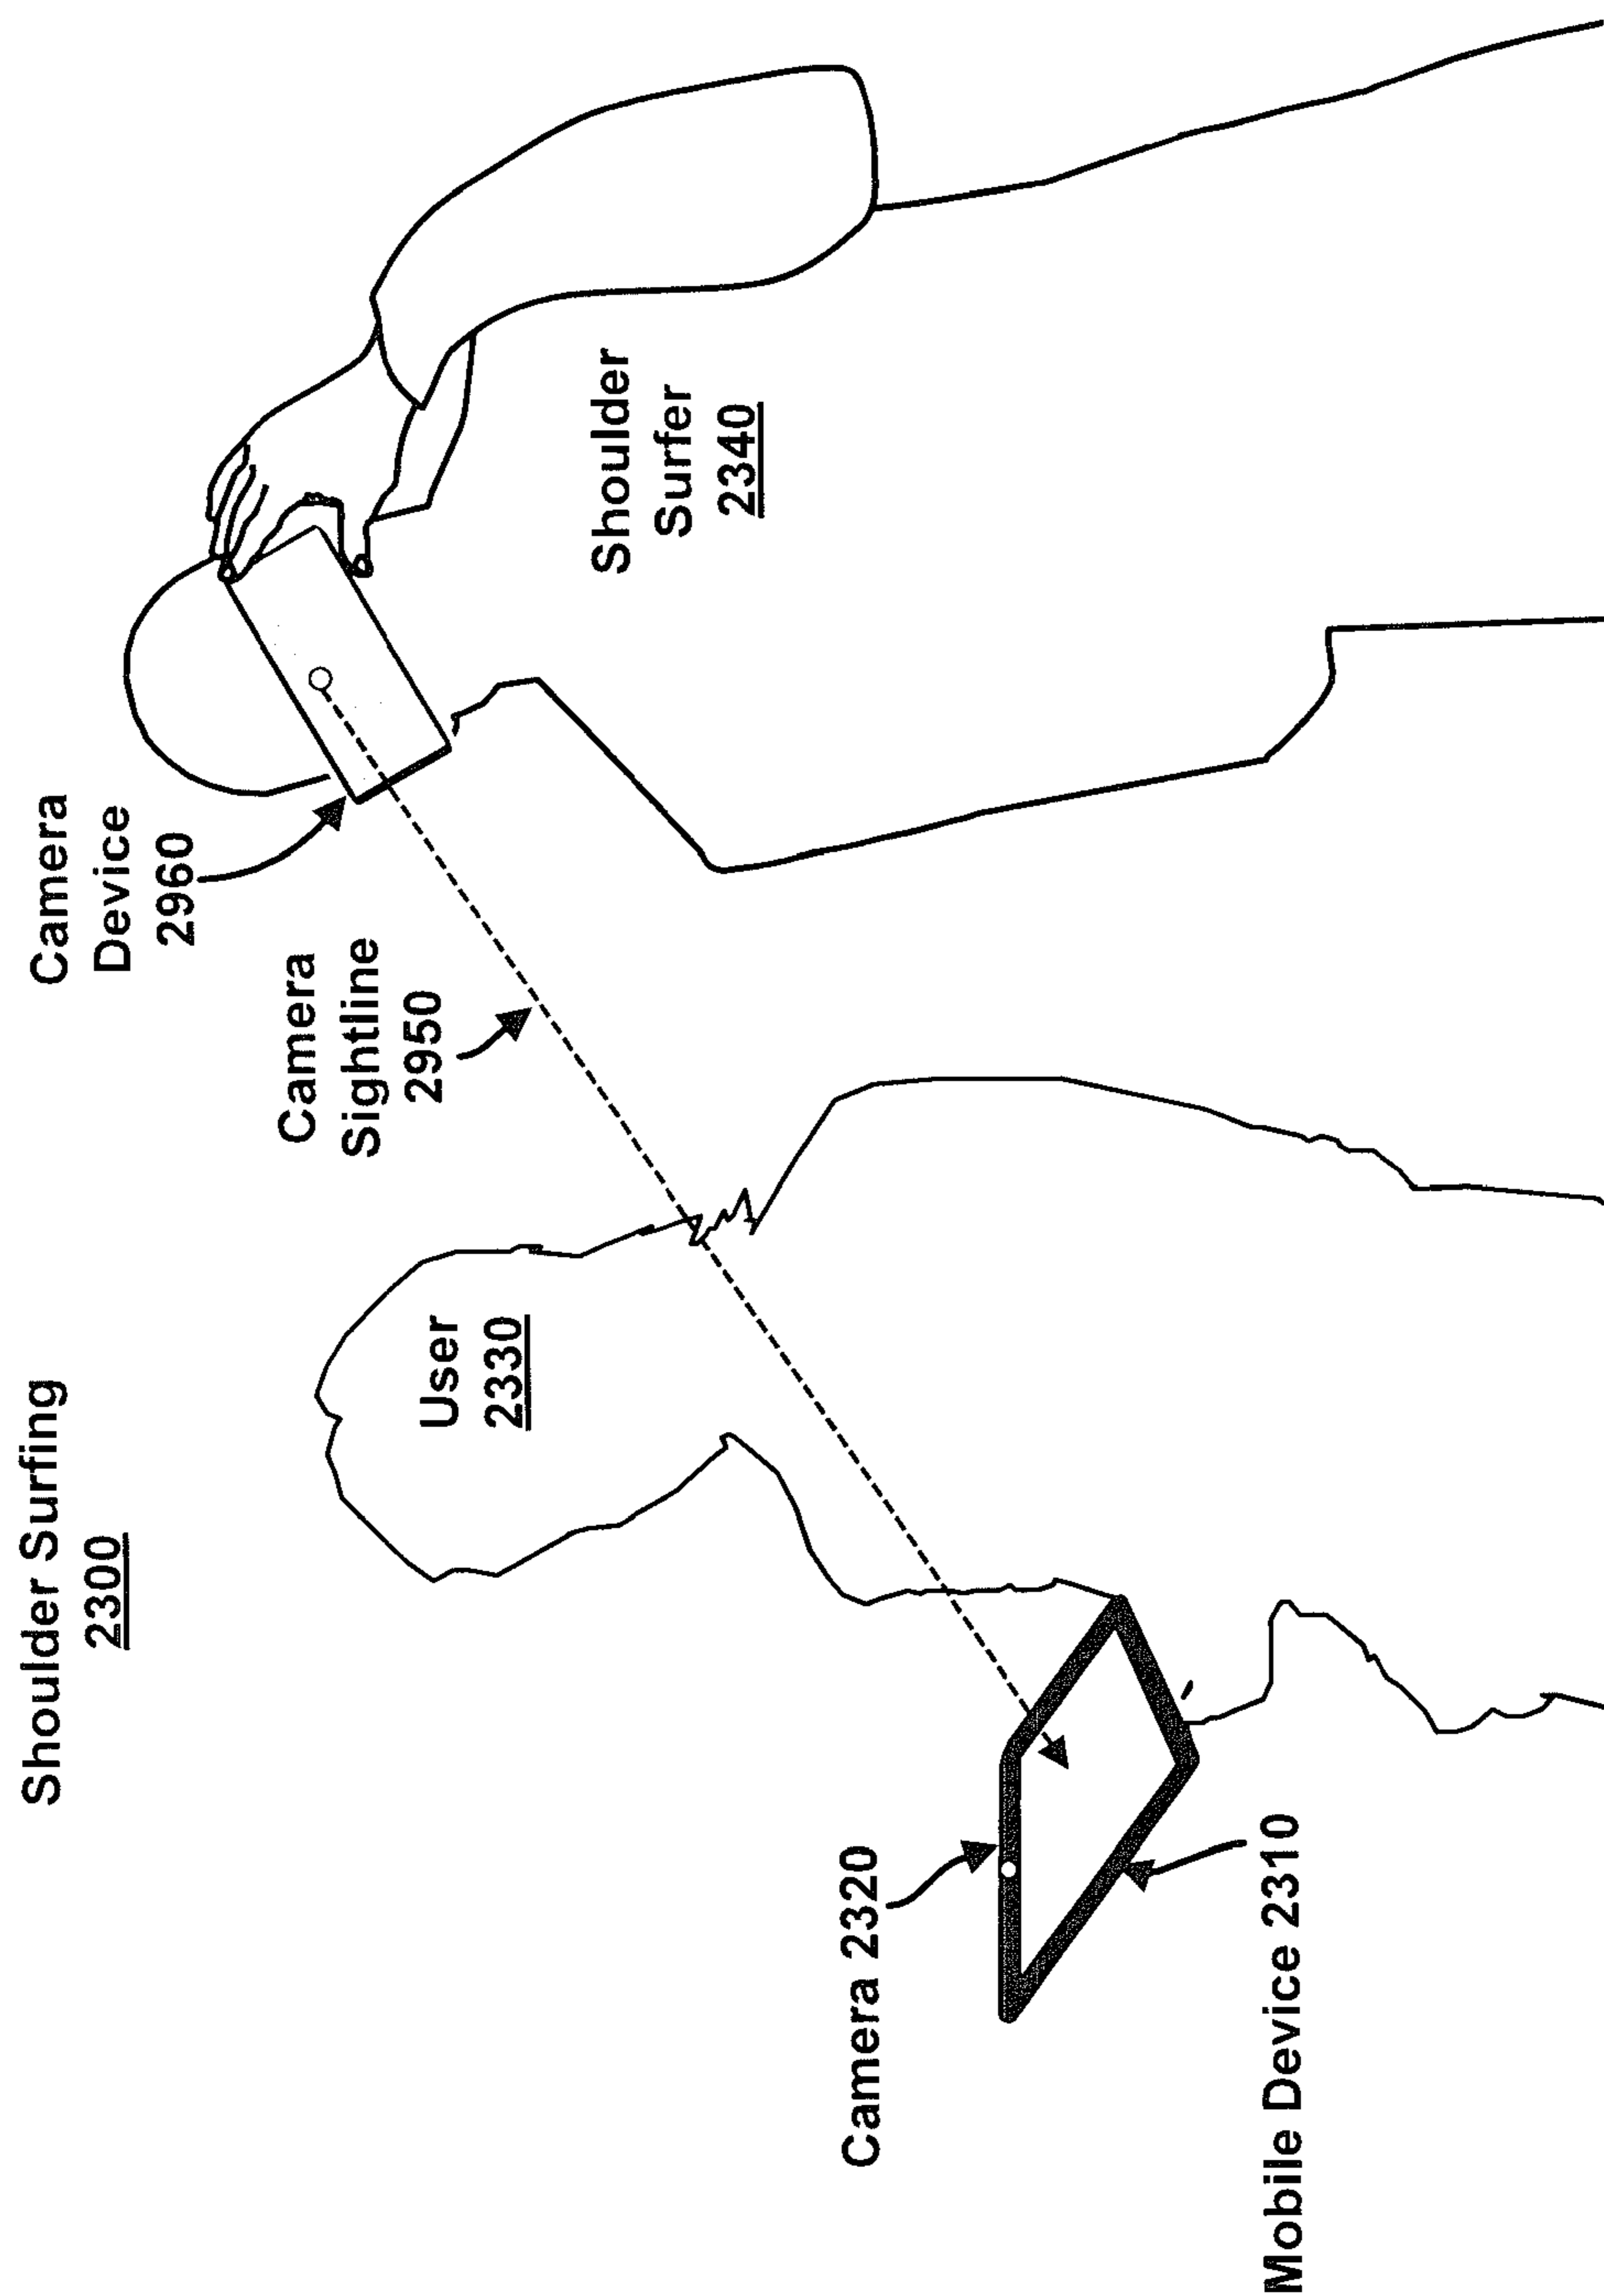 Shoulder Surfing
2300
Camera
Device
2960
Camera
Sightline
2950
User
2330
Shoulder
Surfer
2340
Camera 2320
Mobile Device 2310